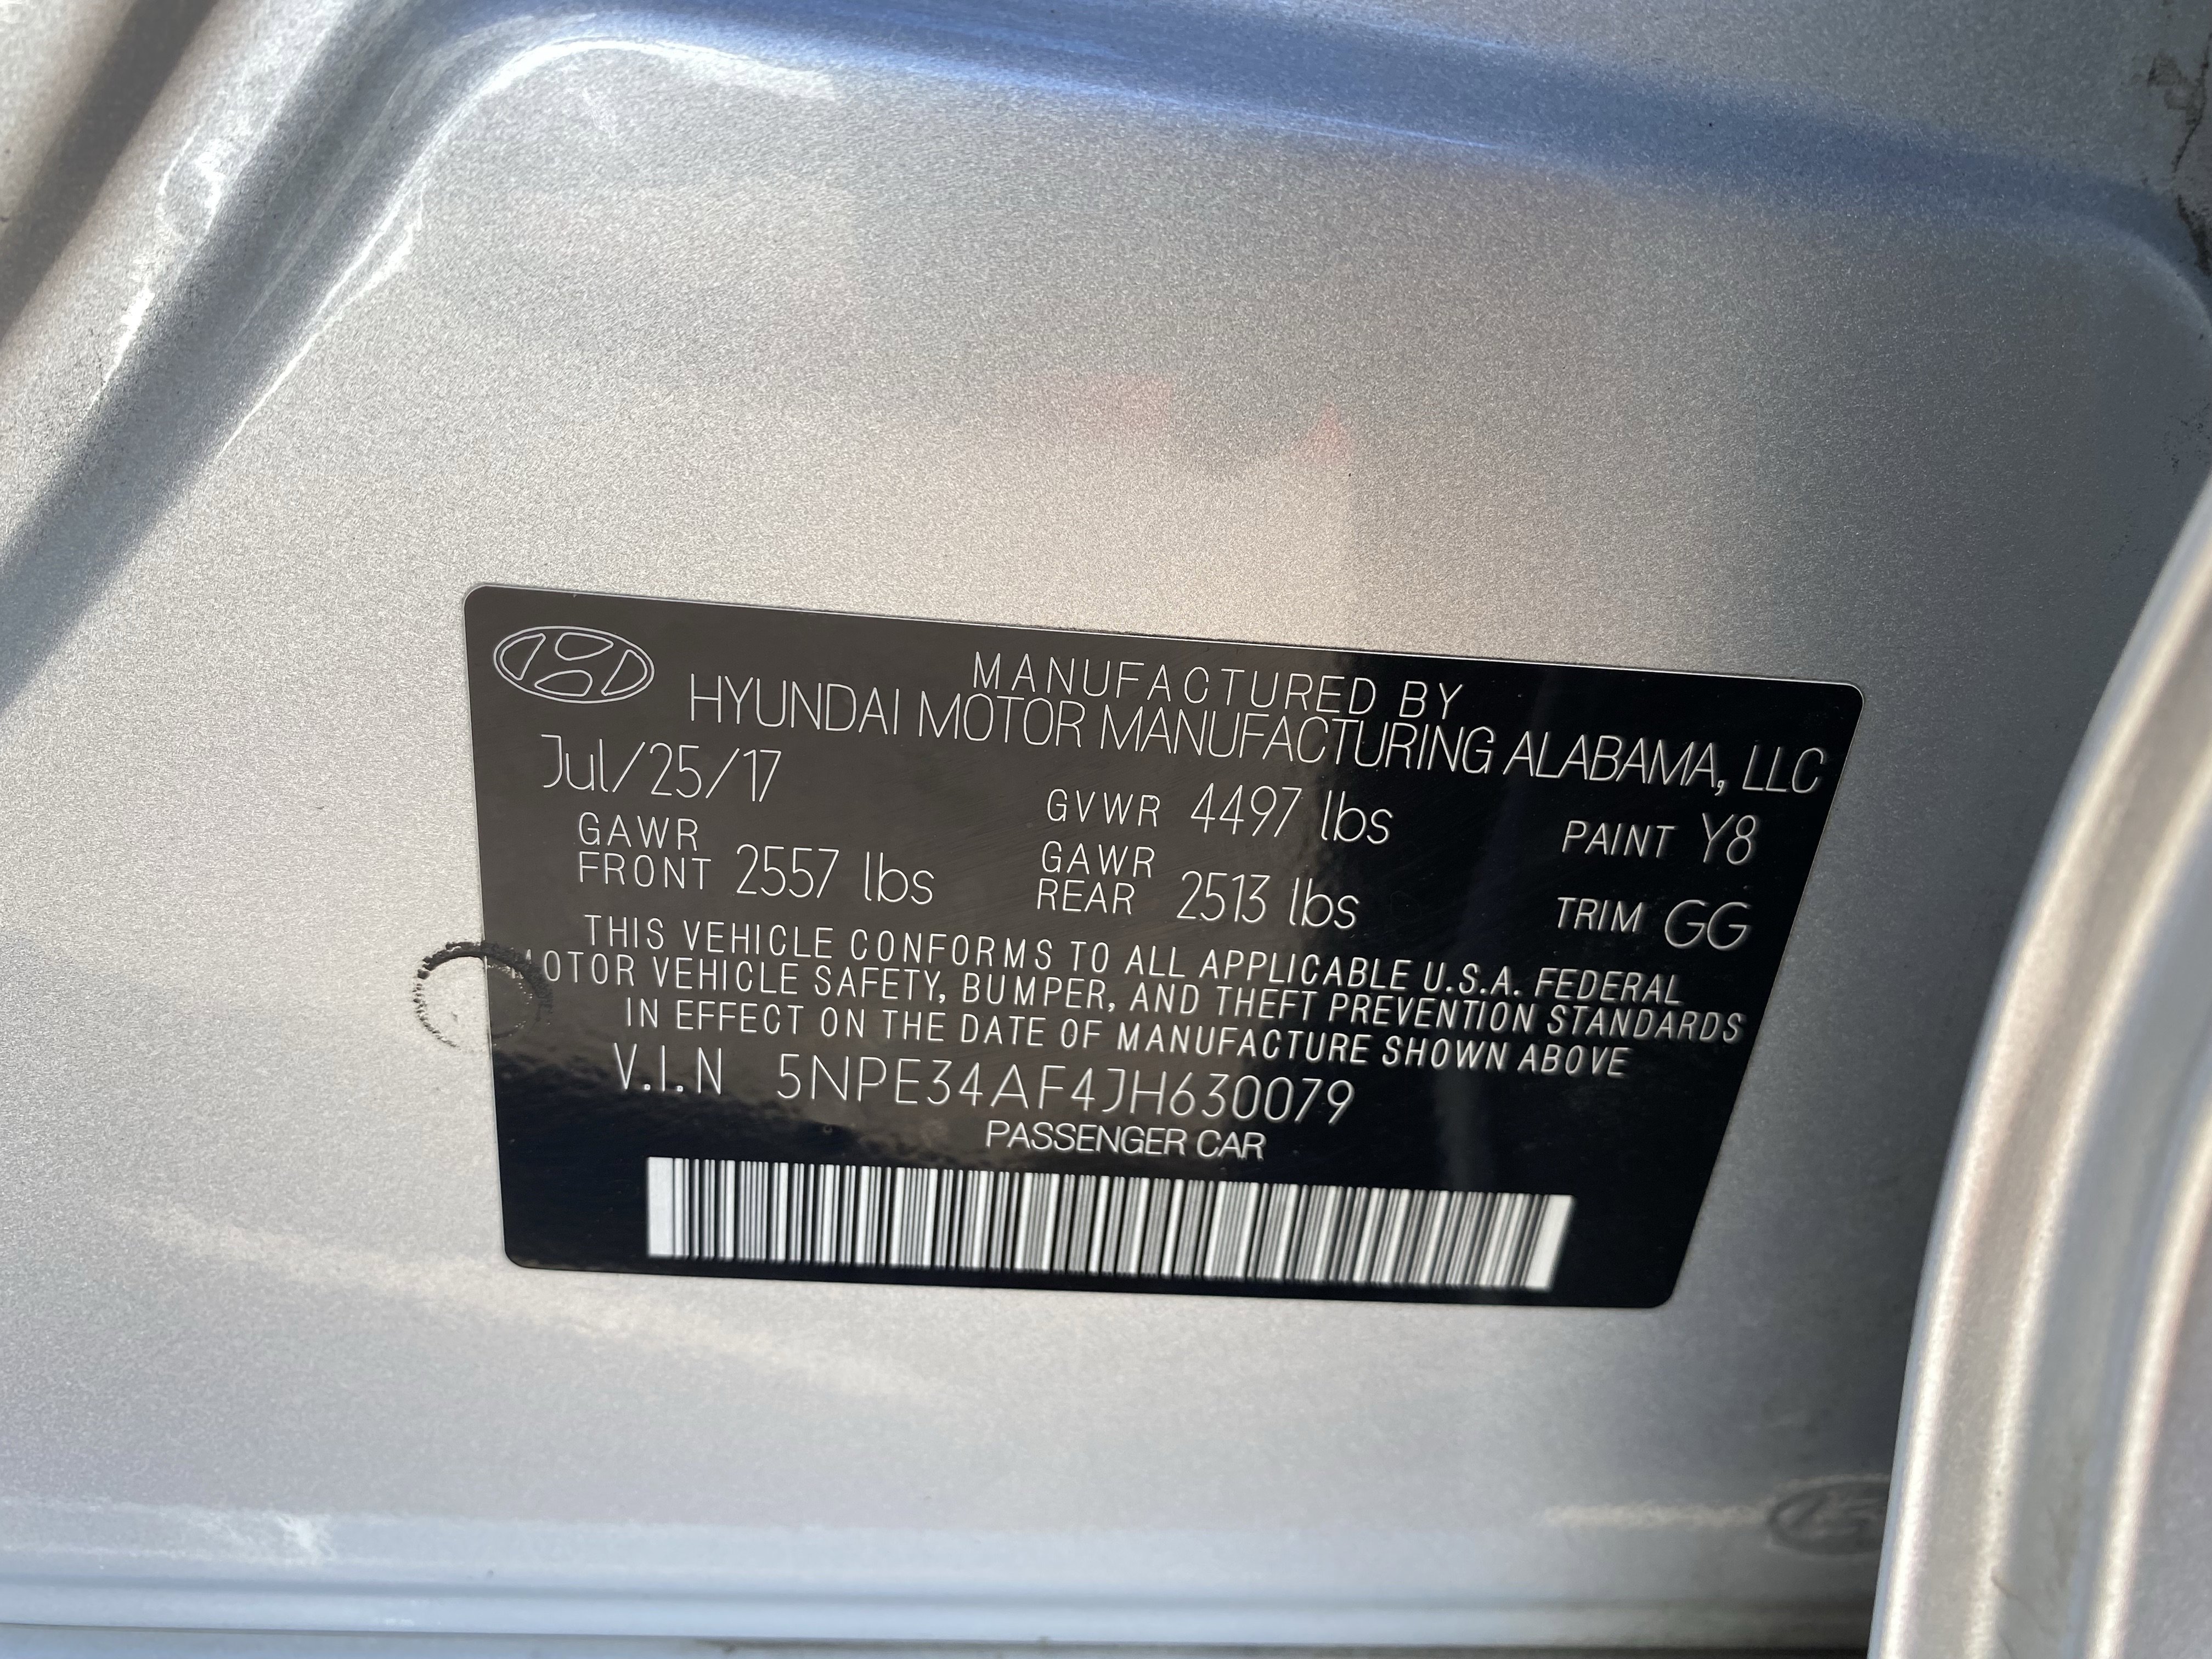 MANUFACTURED BY
HYUNDAI MOTOR MANUFACTURING ALABAMA, LLC
Jul/25/17
GVWR 4497 lbs PAINT Y8
GAWR FRONT 2557 lbs GAWR REAR 2513 lbs TRIM GG
THIS VEHICLE CONFORMS TO ALL APPLICABLE U.S.A. FEDERAL
MOTOR VEHICLE SAFETY, BUMPER, AND THEFT PREVENTION STANDARDS
IN EFFECT ON THE DATE OF MANUFACTURE SHOWN ABOVE
V.I.N 5NPE34AF4JH630079
PASSENGER CAR